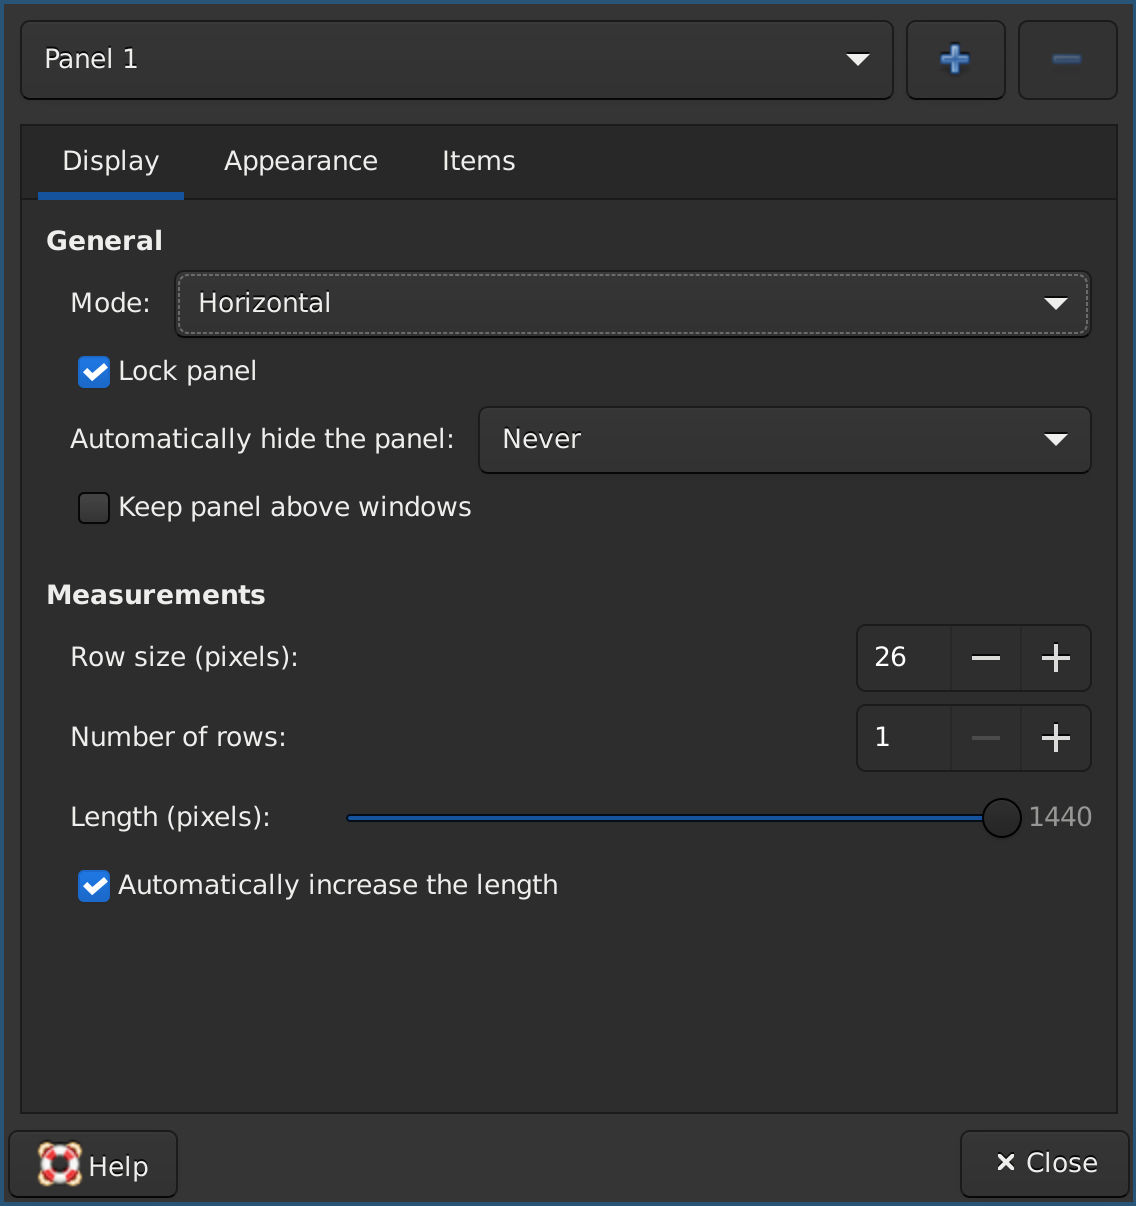 Panel 1
Display Appearance Items
General
Mode: Horizontal
Lock panel
Automatically hide the panel: Never
Keep panel above windows
Measurements
Row size (pixels): 26
Number of rows: 1
Length (pixels): 1440
Automatically increase the length
Help Close